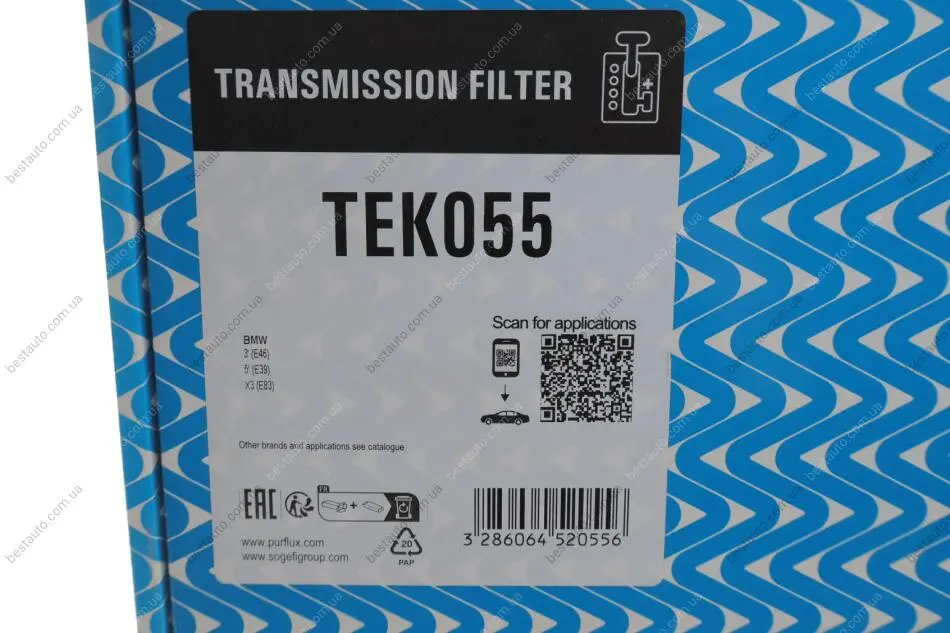 TRANSMISSION FILTER
TEK055
Scan for applications
BMW
3' (E46)
5' (E39)
X3 (E83)
Other brands and applications see catalogue
EAC
FR
www.purflux.com
www.sogefigroup.com
20
PAP
3 286064 520556
bestauto.com.ua